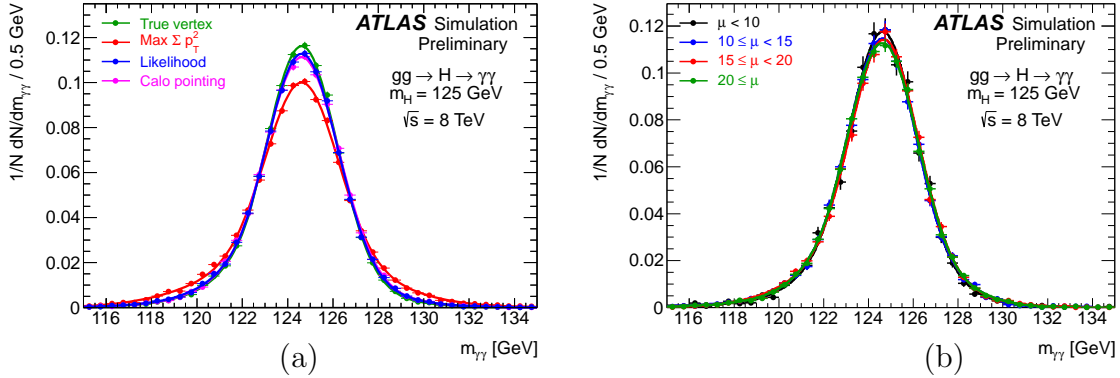 ATLAS Simulation
Preliminary
True vertex
Max Σ p_T^2
Likelihood
Calo pointing
gg → H → γγ
m_H = 125 GeV
√s = 8 TeV
1/N dN/dm_γγ / 0.5 GeV
0.12
0.1
0.08
0.06
0.04
0.02
0
116 118 120 122 124 126 128 130 132 134
m_γγ [GeV]
(a)
ATLAS Simulation
Preliminary
μ < 10
10 ≤ μ < 15
15 ≤ μ < 20
20 ≤ μ
gg → H → γγ
m_H = 125 GeV
√s = 8 TeV
1/N dN/dm_γγ / 0.5 GeV
0.12
0.1
0.08
0.06
0.04
0.02
0
116 118 120 122 124 126 128 130 132 134
m_γγ [GeV]
(b)